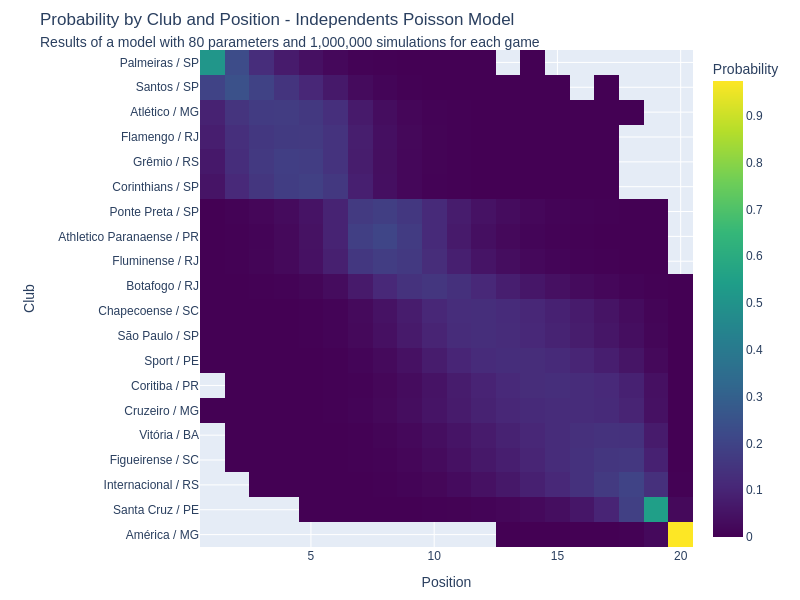 Probability by Club and Position - Independents Poisson Model
Results of a model with 80 parameters and 1,000,000 simulations for each game
Probability
Club
Palmeiras / SP
Santos / SP
Atlético / MG
Flamengo / RJ
Grêmio / RS
Corinthians / SP
Ponte Preta / SP
Athletico Paranaense / PR
Fluminense / RJ
Botafogo / RJ
Chapecoense / SC
São Paulo / SP
Sport / PE
Coritiba / PR
Cruzeiro / MG
Vitória / BA
Figueirense / SC
Internacional / RS
Santa Cruz / PE
América / MG
0.9
0.8
0.7
0.6
0.5
0.4
0.3
0.2
0.1
0
5 10 15 20
Position